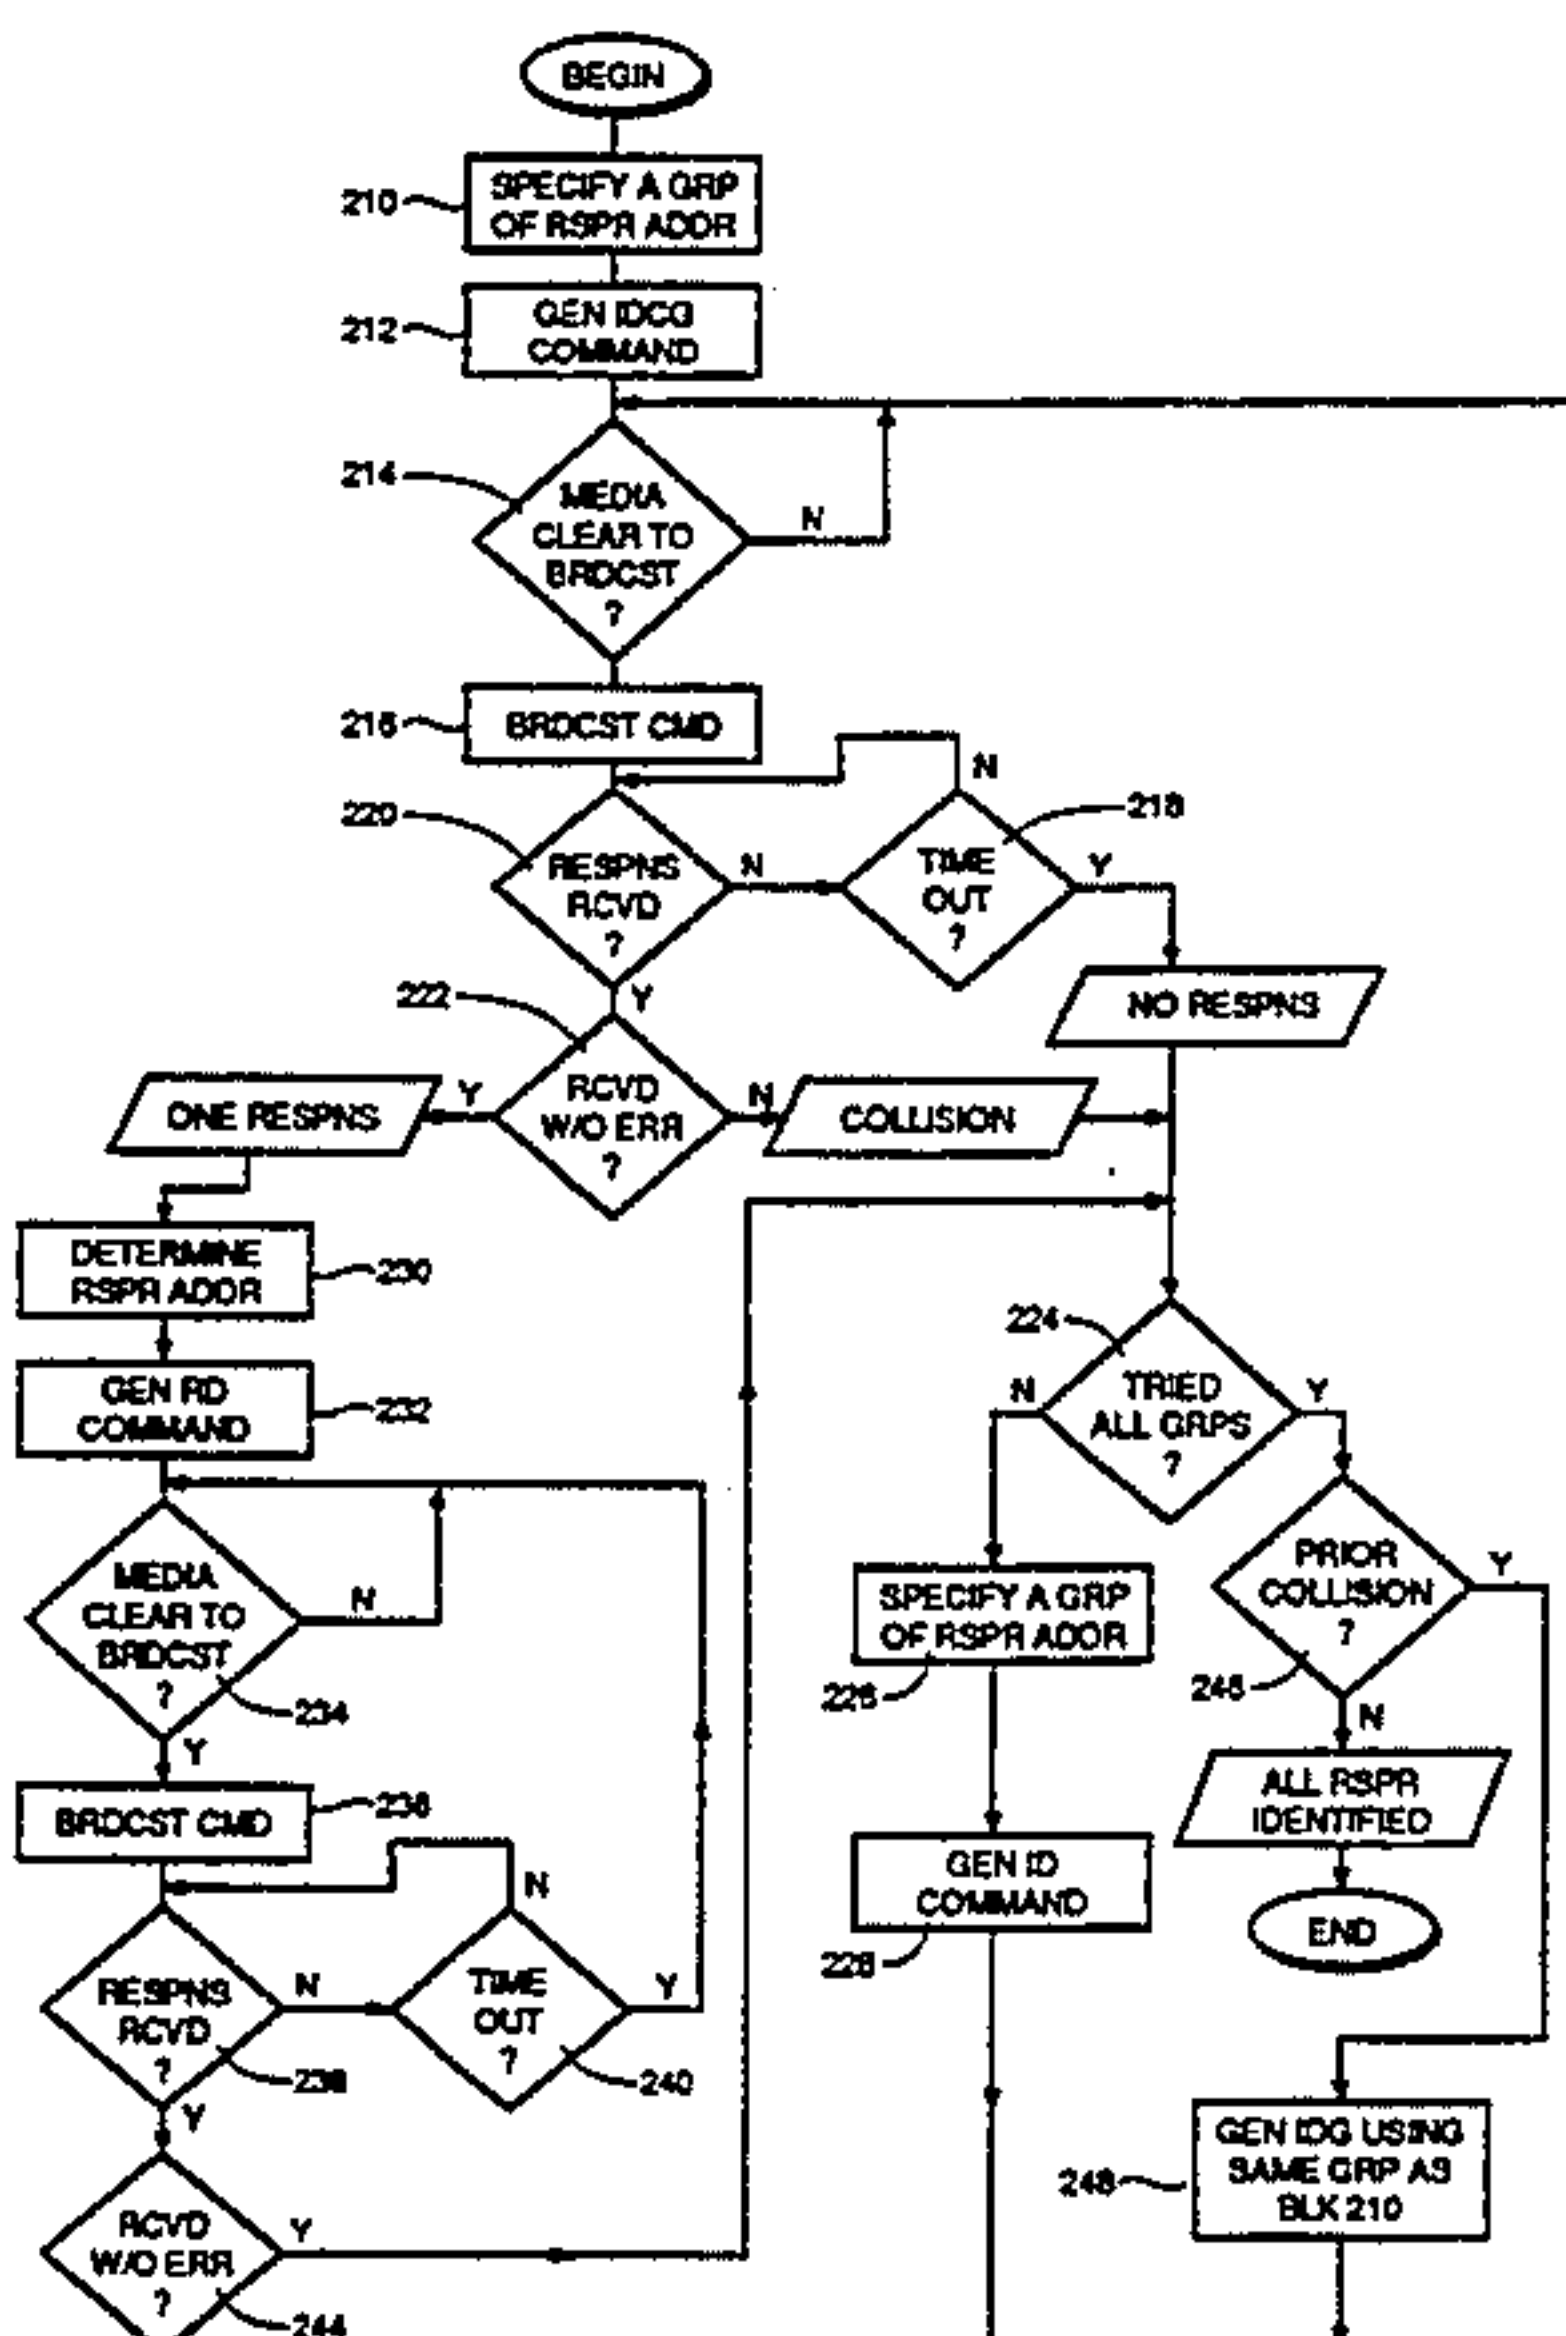 BEGIN
210
SPECIFY A GRP
OF RSPR ADDR
212
GEN IDCG
COMMAND
214
MEDIA
CLEAR TO
BRDCST
?
N
216
BRDCST CMD
N
220
218
RESPNS
RCVD
?
N
TIME
OUT
?
Y
222
Y
NO RESPNS
ONE RESPNS
Y
RCVD
W/O ERR
?
N
COLLISION
DETERMINE
RSPR ADDR
230
224
GEN RD
COMMAND
232
N
TRIED
ALL GRPS
?
Y
MEDIA
CLEAR TO
BRDCST
?
N
234
Y
SPECIFY A GRP
OF RSPR ADDR
226
PRIOR
COLLISION
?
Y
246
N
BRDCST CMD
236
ALL RSPR
IDENTIFIED
N
GEN ID
COMMAND
228
END
RESPNS
RCVD
?
N
238
TIME
OUT
?
Y
240
Y
GEN IDG USING
SAME GRP AS
BLK 210
248
RCVD
W/O ERR
?
Y
244